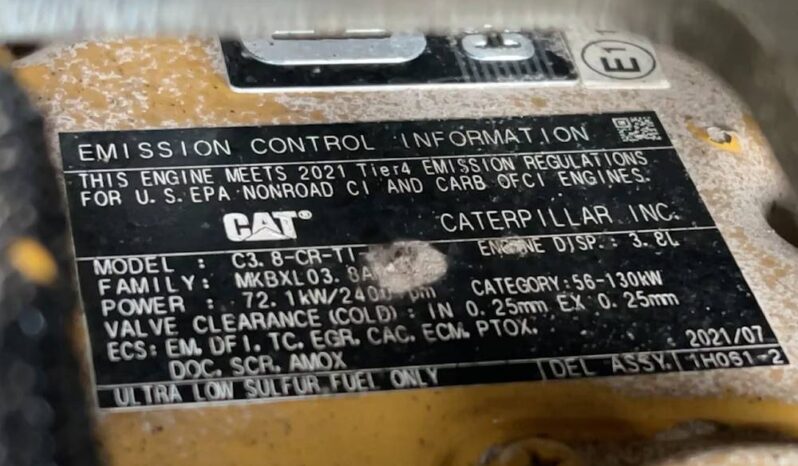 E11
EMISSION CONTROL INFORMATION
THIS ENGINE MEETS 2021 Tier4 EMISSION REGULATIONS
FOR U.S. EPA NONROAD CI AND CARB OFCI ENGINES.
CAT® CATERPILLAR INC.
MODEL : C3.8-CR-TI ENGINE DISP.: 3.8L
FAMILY: MKBXL03.8A CATEGORY:56-130kW
POWER : 72.1kW/2400rpm
VALVE CLEARANCE(COLD): IN 0.25mm EX 0.25mm
ECS: EM. DFI. TC. EGR. CAC. ECM. PTOX.
DOC. SCR. AMOX 2021/07
ULTRA LOW SULFUR FUEL ONLY DEL ASSY. 1H061-2